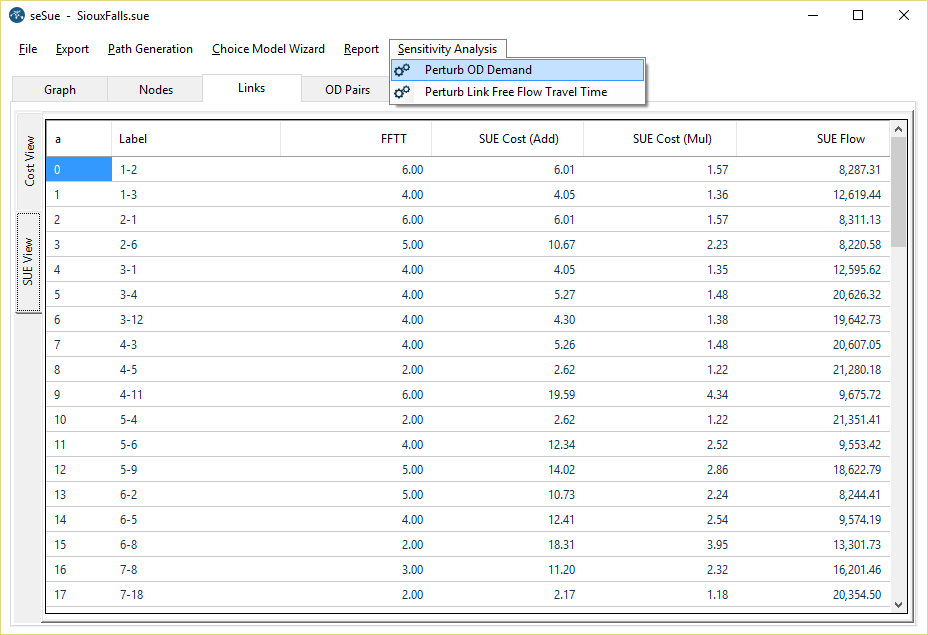 seSue - SiouxFalls.sue
File Export Path Generation Choice Model Wizard Report Sensitivity Analysis
Perturb OD Demand
Perturb Link Free Flow Travel Time
Graph Nodes Links OD Pairs
Cost View
SUE View
a Label FFTT SUE Cost (Add) SUE Cost (Mul) SUE Flow
0 1-2 6.00 6.01 1.57 8,287.31
1 1-3 4.00 4.05 1.36 12,619.44
2 2-1 6.00 6.01 1.57 8,311.13
3 2-6 5.00 10.67 2.23 8,220.58
4 3-1 4.00 4.05 1.35 12,595.62
5 3-4 4.00 5.27 1.48 20,626.32
6 3-12 4.00 4.30 1.38 19,642.73
7 4-3 4.00 5.26 1.48 20,607.05
8 4-5 2.00 2.62 1.22 21,280.18
9 4-11 6.00 19.59 4.34 9,675.72
10 5-4 2.00 2.62 1.22 21,351.41
11 5-6 4.00 12.34 2.52 9,553.42
12 5-9 5.00 14.02 2.86 18,622.79
13 6-2 5.00 10.73 2.24 8,244.41
14 6-5 4.00 12.41 2.54 9,574.19
15 6-8 2.00 18.31 3.95 13,301.73
16 7-8 3.00 11.20 2.32 16,201.46
17 7-18 2.00 2.17 1.18 20,354.50